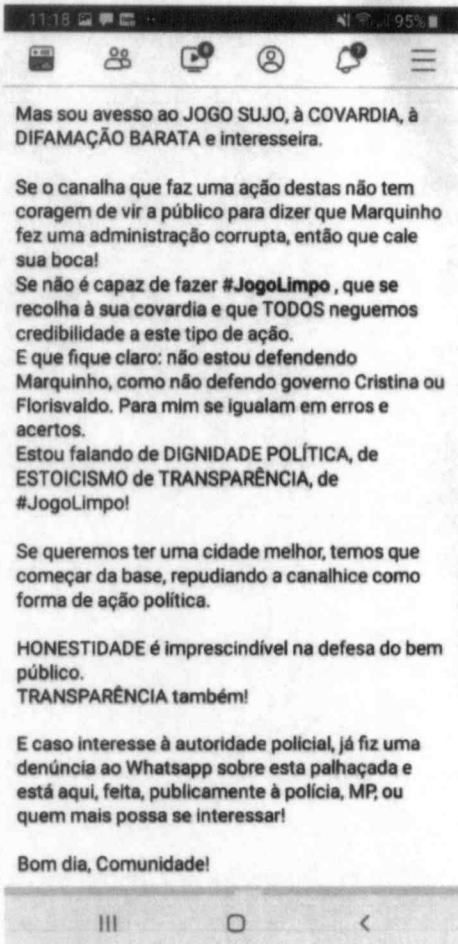 11:18 95%
Mas sou avesso ao JOGO SUJO, à COVARDIA, à
DIFAMAÇÃO BARATA e interesseira.
Se o canalha que faz uma ação destas não tem
coragem de vir a público para dizer que Marquinho
fez uma administração corrupta, então que cale
sua boca!
Se não é capaz de fazer #JogoLimpo , que se
recolha à sua covardia e que TODOS neguemos
credibilidade a este tipo de ação.
E que fique claro: não estou defendendo
Marquinho, como não defendo governo Cristina ou
Florisvaldo. Para mim se igualam em erros e
acertos.
Estou falando de DIGNIDADE POLÍTICA, de
ESTOICISMO de TRANSPARÊNCIA, de
#JogoLimpo!
Se queremos ter uma cidade melhor, temos que
começar da base, repudiando a canalhice como
forma de ação política.
HONESTIDADE é imprescindível na defesa do bem
público.
TRANSPARÊNCIA também!
E caso interesse à autoridade policial, já fiz uma
denúncia ao Whatsapp sobre esta palhaçada e
está aqui, feita, publicamente à polícia, MP, ou
quem mais possa se interessar!
Bom dia, Comunidade!